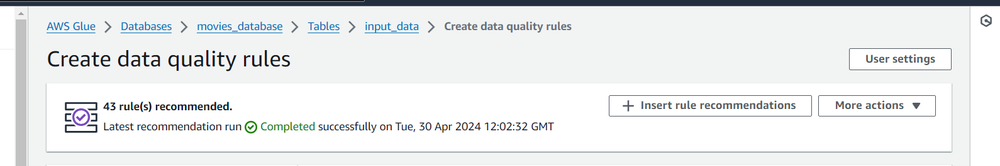 AWS Glue > Databases > movies_database > Tables > input_data > Create data quality rules
Create data quality rules
User settings
43 rule(s) recommended.
Latest recommendation run Completed successfully on Tue, 30 Apr 2024 12:02:32 GMT
+ Insert rule recommendations
More actions